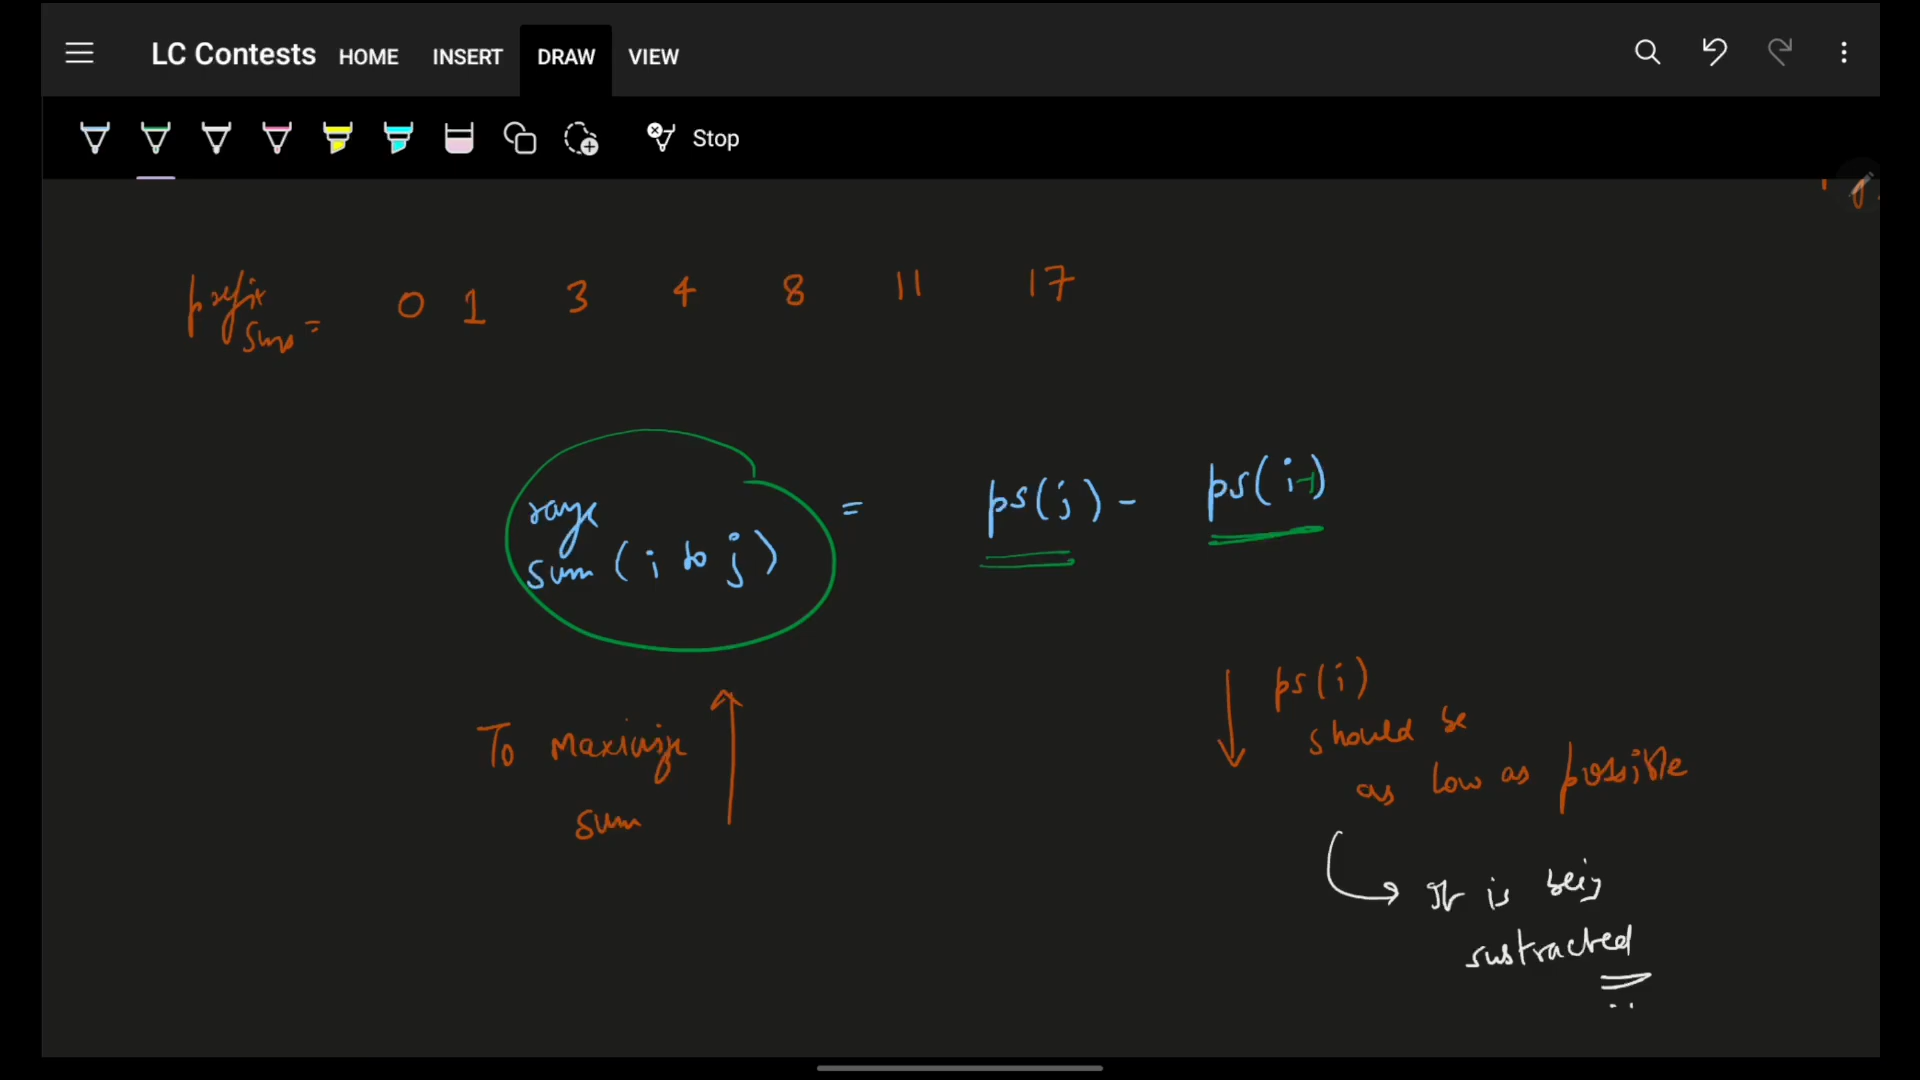 LC Contests HOME INSERT DRAW VIEW
Stop
prefix sum = 0 1 3 4 8 11 17
range
sum ( i to j ) = ps(j) - ps(i-1)
To maximize
sum
ps(i)
should be
as low as possible
It is being
subtracted